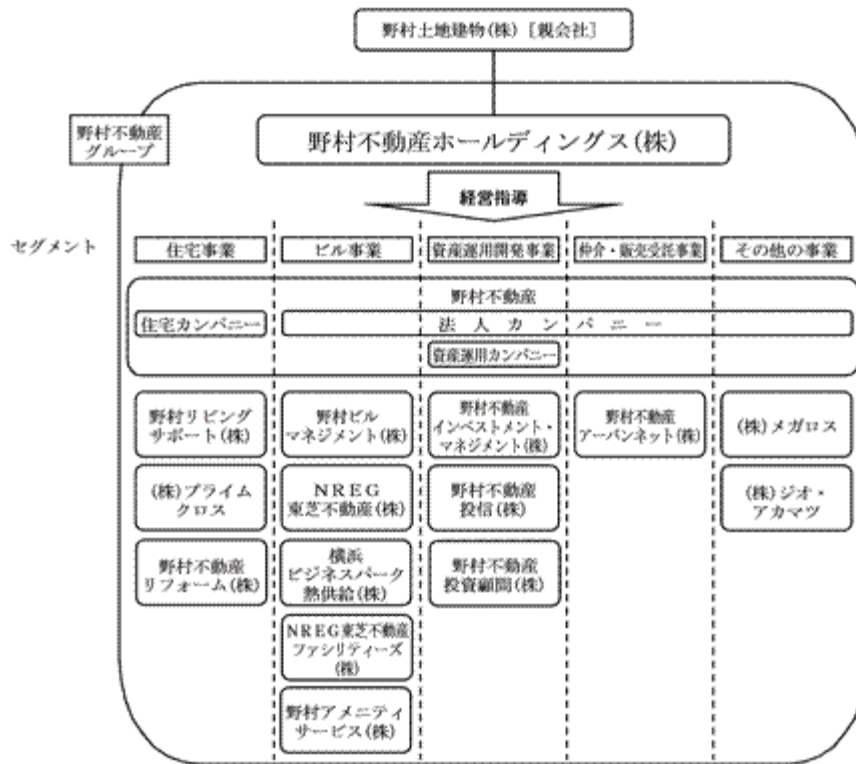 野村土地建物(株)［親会社］
野村不動産
グループ
野村不動産ホールディングス(株)
経営指導
セグメント
住宅事業
ビル事業
資産運用開発事業
仲介・販売受託事業
その他の事業
野村不動産
住宅カンパニー
法人カンパニー
資産運用カンパニー
野村リビング
サポート(株)
野村ビル
マネジメント(株)
野村不動産
インベストメント・
マネジメント(株)
野村不動産
アーバンネット(株)
(株)メガロス
(株)プライム
クロス
NREG
東芝不動産(株)
野村不動産
投信(株)
(株)ジオ・
アカマツ
野村不動産
リフォーム(株)
横浜
ビジネスパーク
熱供給(株)
野村不動産
投資顧問(株)
NREG東芝不動産
ファシリティーズ
(株)
野村アメニティ
サービス(株)